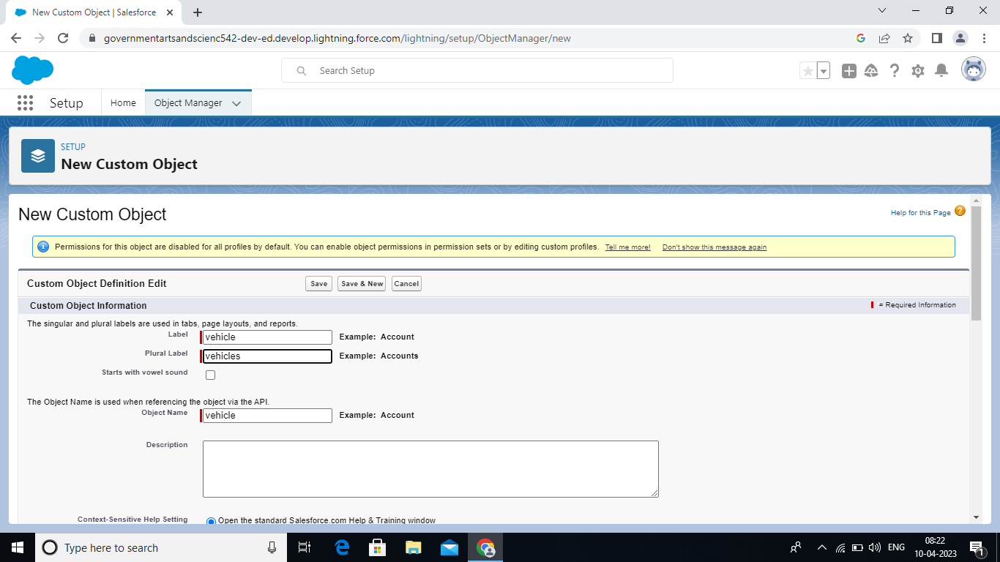 New Custom Object | Salesforce
governmentartsandscienc542-dev-ed.develop.lightning.force.com/lightning/setup/ObjectManager/new
Search Setup
Setup Home Object Manager
SETUP
New Custom Object
New Custom Object
Help for this Page ?
Permissions for this object are disabled for all profiles by default. You can enable object permissions in permission sets or by editing custom profiles. Tell me more! Don't show this message again
Custom Object Definition Edit Save Save & New Cancel
Custom Object Information = Required Information
The singular and plural labels are used in tabs, page layouts, and reports.
Label vehicle Example: Account
Plural Label vehicles Example: Accounts
Starts with vowel sound
The Object Name is used when referencing the object via the API.
Object Name vehicle Example: Account
Description
Context-Sensitive Help Setting Open the standard Salesforce.com Help & Training window
Type here to search
ENG
08:22
10-04-2023
1